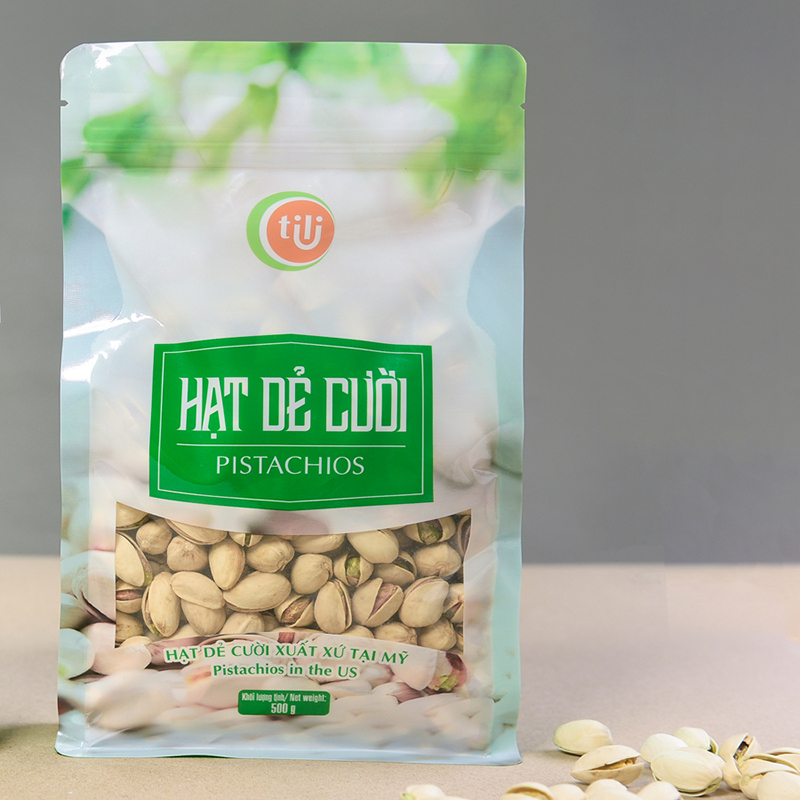 tili
HẠT DẺ CƯỜI
PISTACHIOS
HẠT DẺ CƯỜI XUẤT XỨ TẠI MỸ
Pistachios in the US
Khối lượng tịnh/ Net weight:
500 g